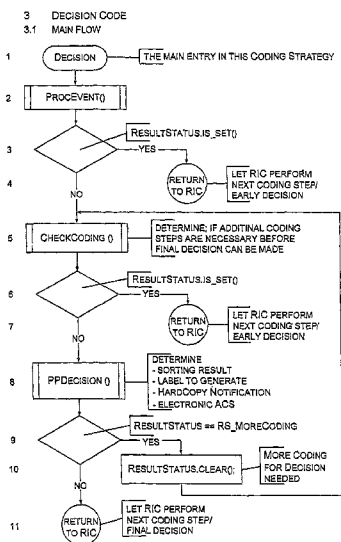 3 DECISION CODE
3.1 MAIN FLOW
1 DECISION THE MAIN ENTRY IN THIS CODING STRATEGY
2 PROCEVENT()
RESULTSTATUS.IS_SET()
3 YES
4 RETURN TO RIC LET RIC PERFORM
NEXT CODING STEP/
EARLY DECISION
NO
5 CHECKCODING () DETERMINE; IF ADDITINAL CODING
STEPS ARE NECESSARY BEFORE
FINAL DECISION CAN BE MADE
RESULTSTATUS.IS_SET()
6 YES
7 RETURN TO RIC LET RIC PERFORM
NEXT CODING STEP/
EARLY DECISION
NO
8 PPDECISION () DETERMINE
- SORTING RESULT
- LABEL TO GENERATE
- HARDCOPY NOTIFICATION
- ELECTRONIC ACS
RESULTSTATUS == RS_MORECODING
9 YES
10 RESULTSTATUS.CLEAR(); MORE CODING
FOR DECISION
NEEDED
NO
11 RETURN TO RIC LET RIC PERFORM
NEXT CODING STEP/
FINAL DECISION